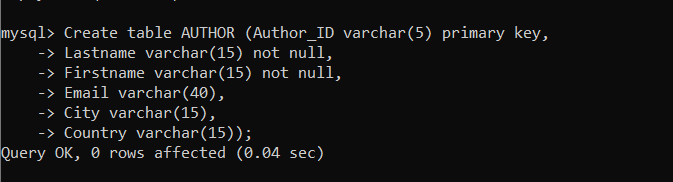 mysql> Create table AUTHOR (Author_ID varchar(5) primary key,
    -> Lastname varchar(15) not null,
    -> Firstname varchar(15) not null,
    -> Email varchar(40),
    -> City varchar(15),
    -> Country varchar(15));
Query OK, 0 rows affected (0.04 sec)